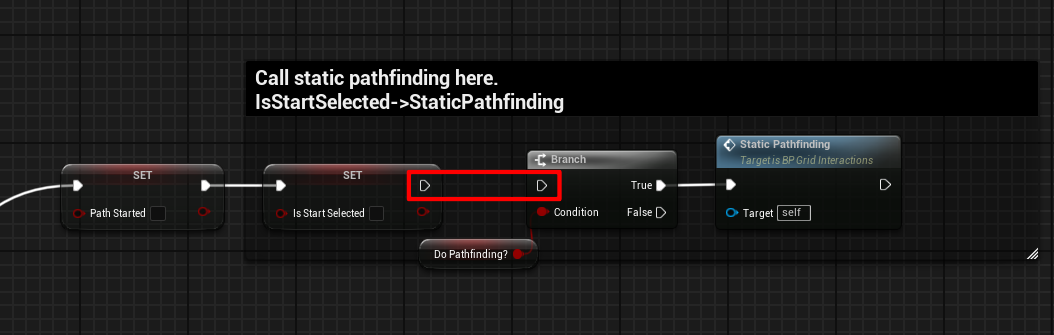 Call static pathfinding here.
IsStartSelected->StaticPathfinding
SET
Path Started
SET
Is Start Selected
Do Pathfinding?
Branch
True
Condition
False
Static Pathfinding
Target is BP Grid Interactions
Target
self